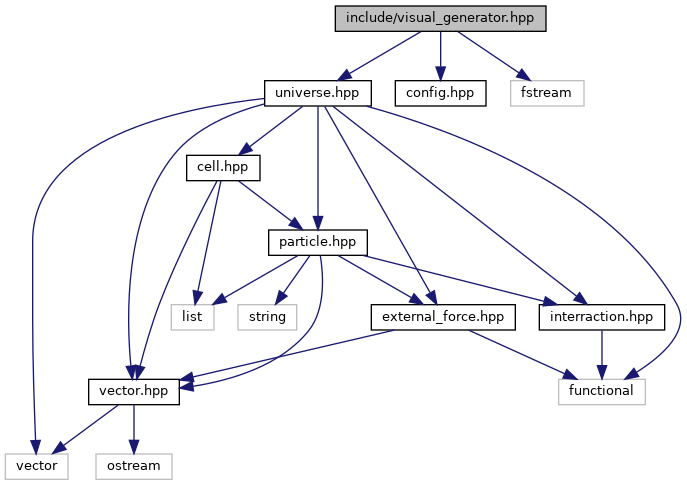 include/visual_generator.hpp
universe.hpp
config.hpp
fstream
cell.hpp
particle.hpp
list
string
external_force.hpp
interraction.hpp
vector.hpp
functional
vector
ostream